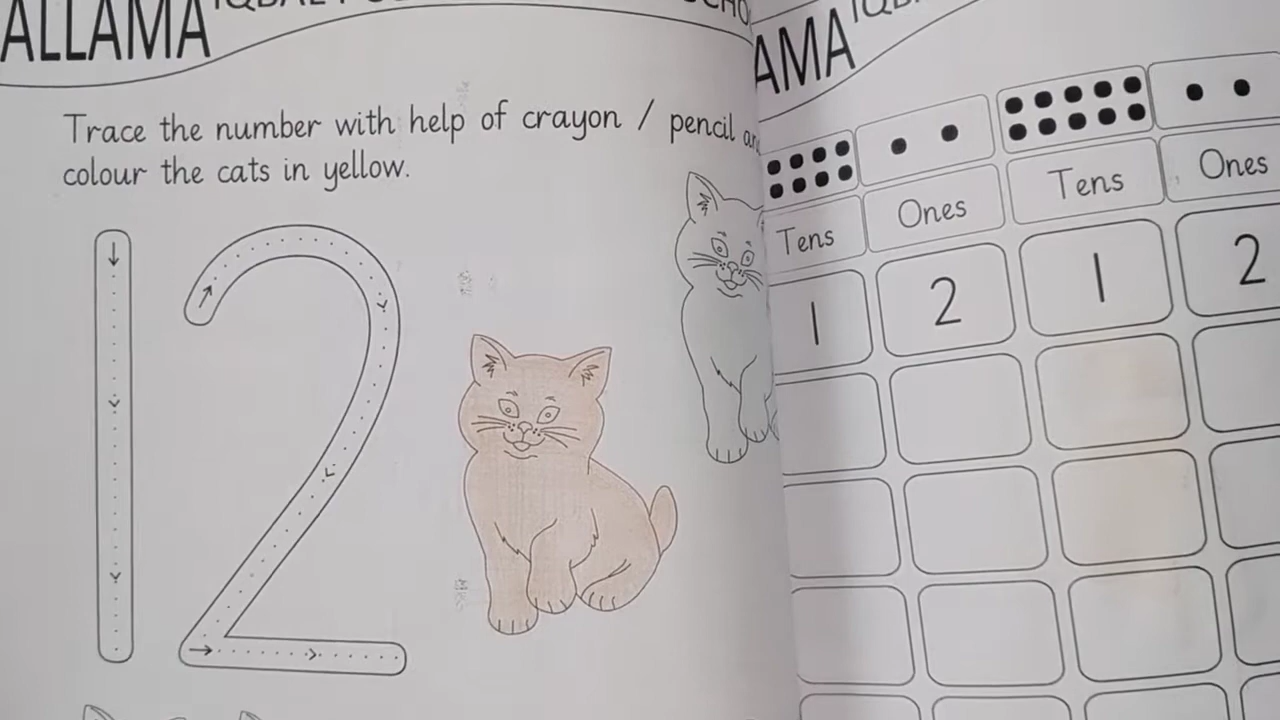 ALLAMA IQBAL
Trace the number with help of crayon / pencil
colour the cats in yellow.
12
AMA
Tens Ones Tens Ones
1 2 1 2